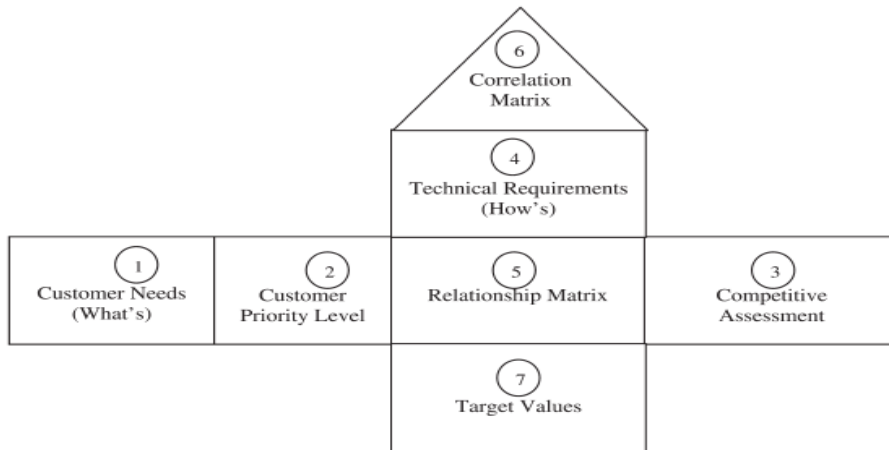 6
Correlation
Matrix
4
Technical Requirements
(How's)
1
Customer Needs
(What's)
2
Customer
Priority Level
5
Relationship Matrix
3
Competitive
Assessment
7
Target Values